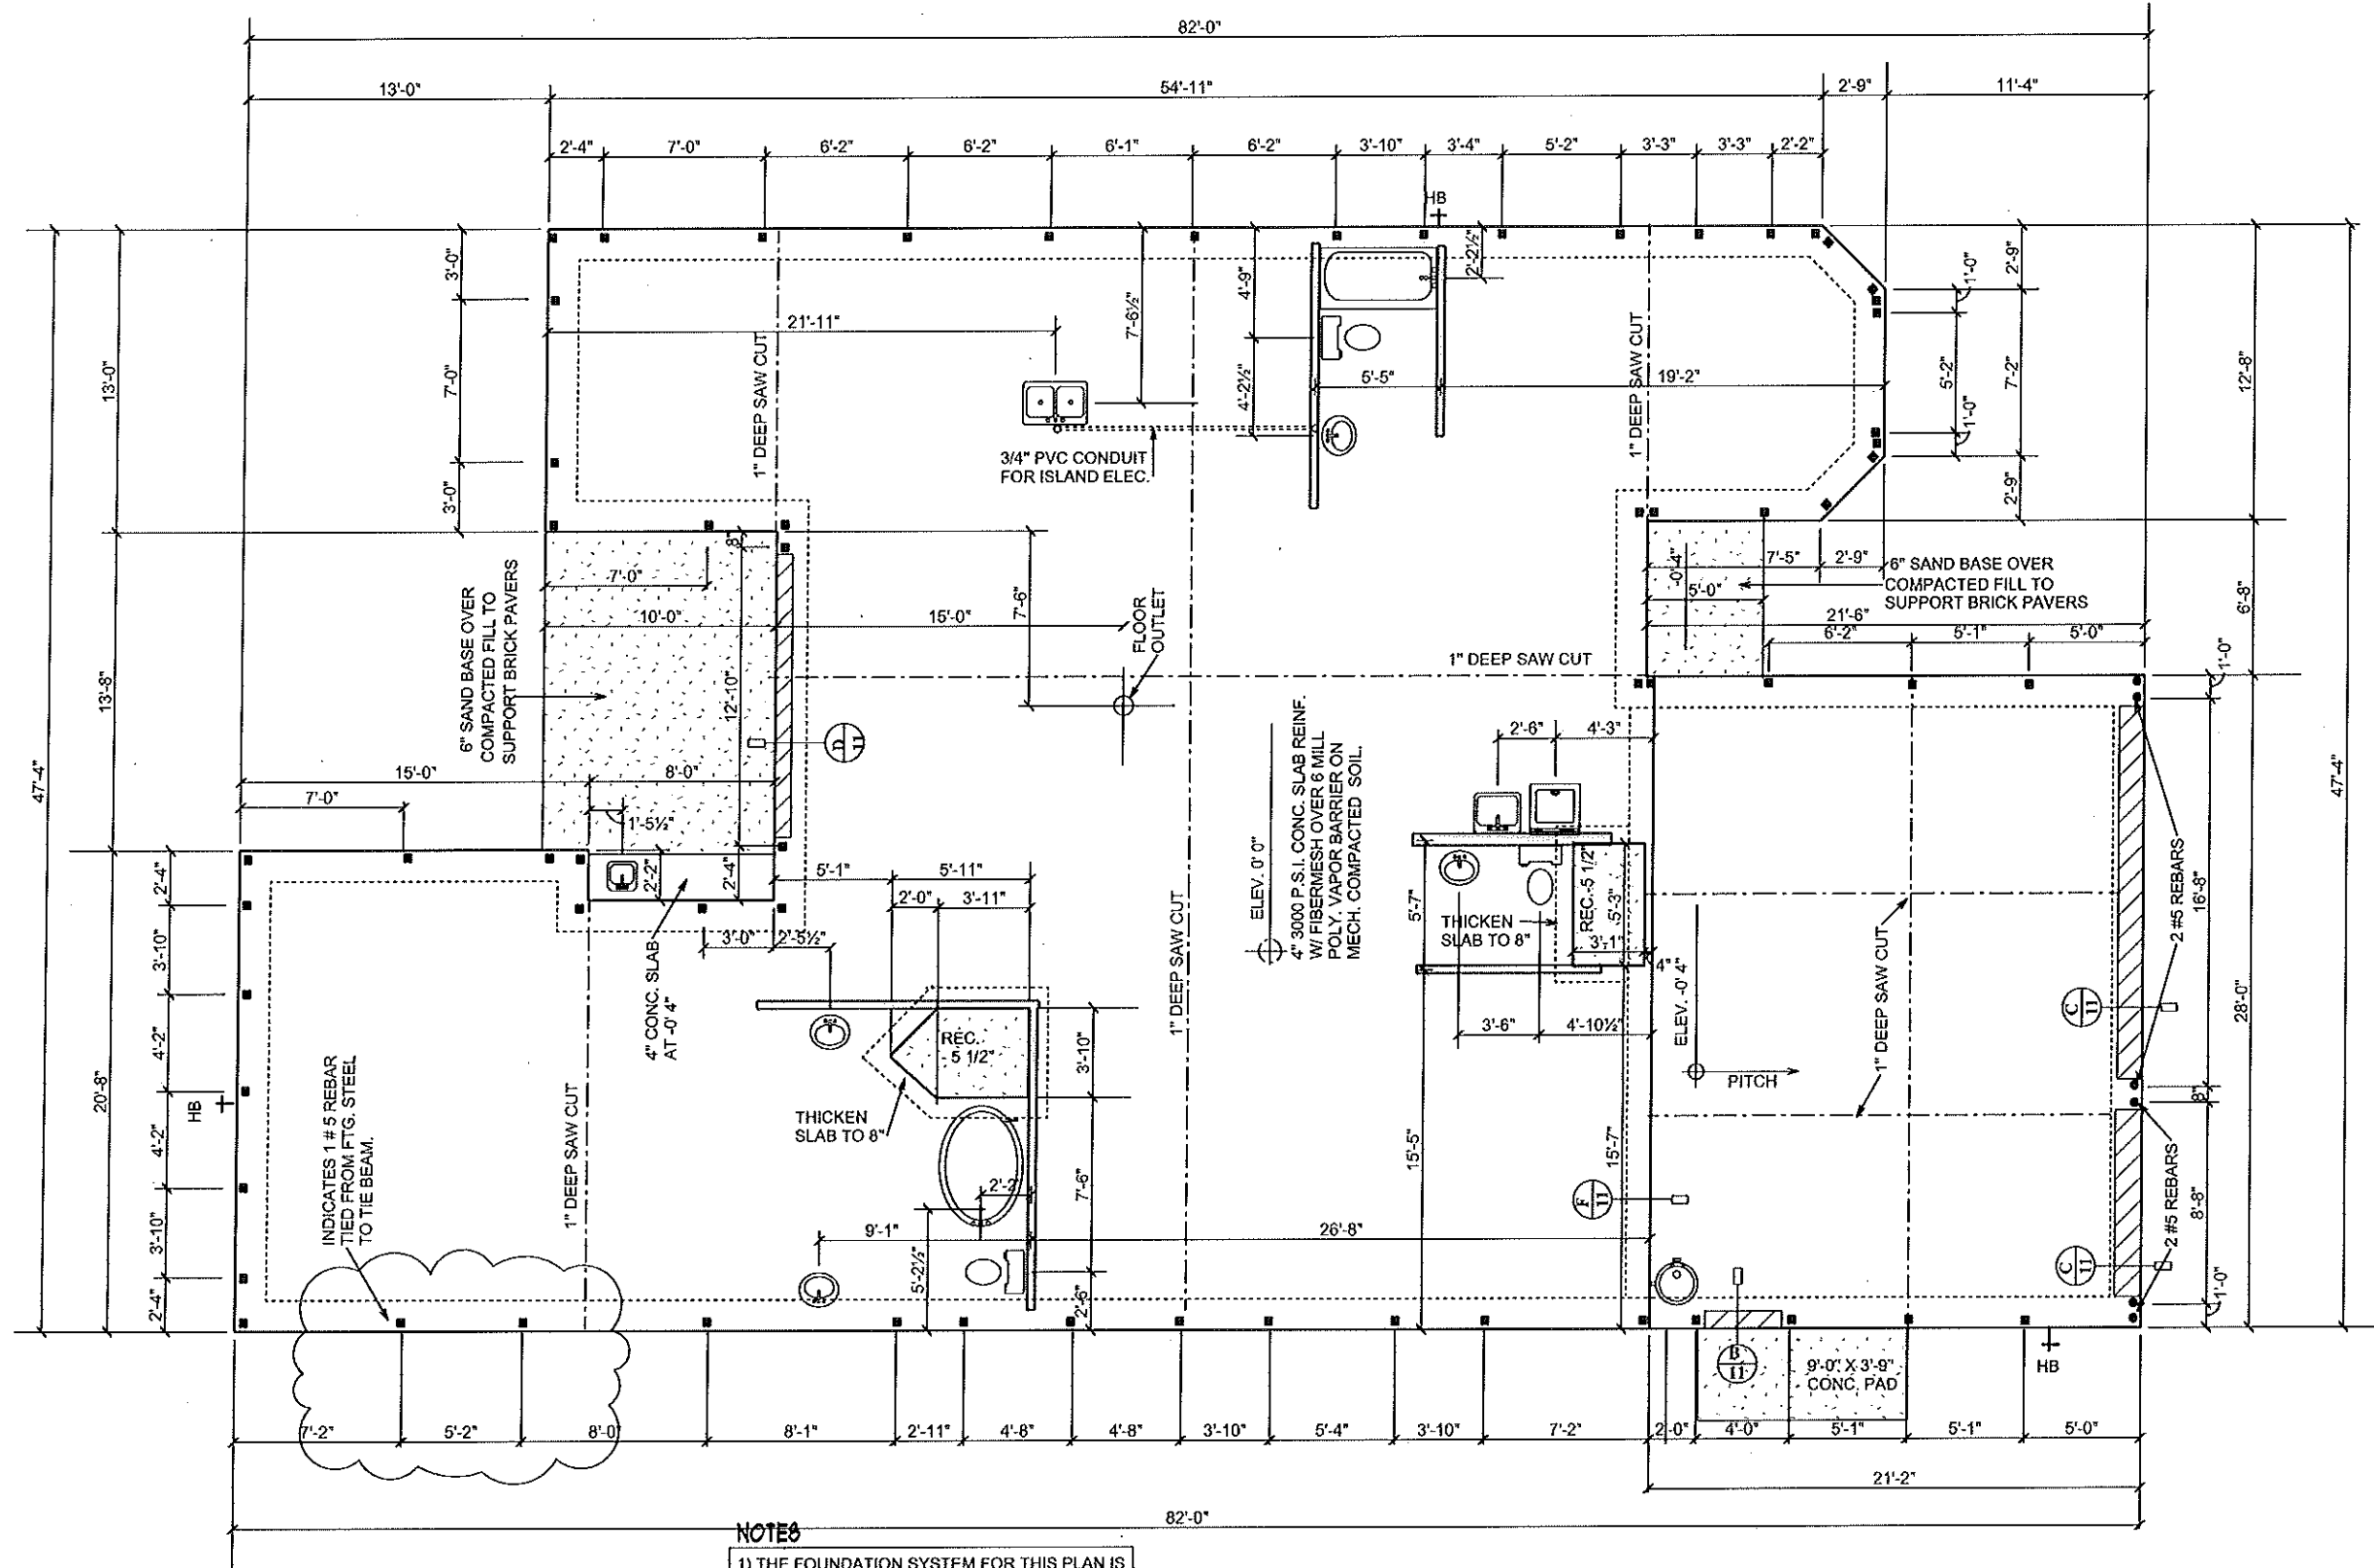 82'-0"
13'-0"
54'-11"
2'-9"
11'-4"
2'-4"
7'-0"
6'-2"
6'-2"
6'-1"
6'-2"
3'-10"
3'-4"
5'-2"
3'-3"
3'-3"
2'-2"
HB
3'-0"
7'-0"
3'-0"
47'-4"
13'-0"
13'-8"
20'-8"
21'-11"
7'-6½"
4'-9"
4'-2½"
2'-2½"
5'-5"
19'-2"
1" DEEP SAW CUT
1" DEEP SAW CUT
3/4" PVC CONDUIT
FOR ISLAND ELEC.
1'-0"
5'-2"
1'-0"
2'-9"
7'-2"
2'-9"
12'-8"
6'-8"
28'-0"
47'-4"
6" SAND BASE OVER
COMPACTED FILL TO
SUPPORT BRICK PAVERS
8"
7'-0"
10'-0"
12'-10"
15'-0"
7'-6"
FLOOR
OUTLET
-0'-4"
7'-5"
2'-9"
5'-0"
6" SAND BASE OVER
COMPACTED FILL TO
SUPPORT BRICK PAVERS
21'-6"
6'-2"
5'-1"
5'-0"
1'-0"
1" DEEP SAW CUT
D
11
15'-0"
8'-0"
7'-0"
1'-5½"
2'-2"
2'-4"
5'-1"
5'-11"
2'-0"
3'-11"
3'-0"
2'-5½"
4" CONC. SLAB
AT -0' 4"
ELEV. 0' 0"
4" 3000 P.S.I. CONC. SLAB REINF.
W/ FIBERMESH OVER 6 MILL
POLY. VAPOR BARRIER ON
MECH. COMPACTED SOIL.
2'-6"
4'-3"
5'-7"
THICKEN
SLAB TO 8"
REC.-5 1/2"
5'-3"
3'-1"
4"
3'-6"
4'-10½"
ELEV. -0' 4"
PITCH
1" DEEP SAW CUT
2 #5 REBARS
16'-8"
C
11
8"
2 #5 REBARS
8'-8"
C
11
1'-0"
2'-4"
3'-10"
4'-2"
4'-2"
3'-10"
2'-4"
HB
INDICATES 1 # 5 REBAR
TIED FROM FTG. STEEL
TO TIE BEAM.
1" DEEP SAW CUT
REC.
- 5 1/2"
THICKEN
SLAB TO 8"
3'-10"
7'-6"
2'-6"
2'-2"
9'-1"
5'-2½"
26'-8"
1" DEEP SAW CUT
15'-5"
15'-7"
F
11
B
11
9'-0" X 3'-9"
CONC. PAD
HB
7'-2"
5'-2"
8'-0"
8'-1"
2'-11"
4'-8"
4'-8"
3'-10"
5'-4"
3'-10"
7'-2"
2'-0"
4'-0"
5'-1"
5'-1"
5'-0"
21'-2"
82'-0"
NOTES
1) THE FOUNDATION SYSTEM FOR THIS PLAN IS